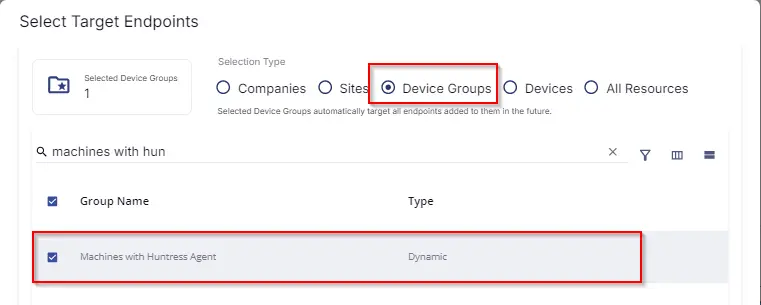 Select Target Endpoints
Selected Device Groups
1
Selection Type
Companies Sites Device Groups Devices All Resources
Selected Device Groups automatically target all endpoints added to them in the future.
machines with hun
Group Name Type
Machines with Huntress Agent Dynamic